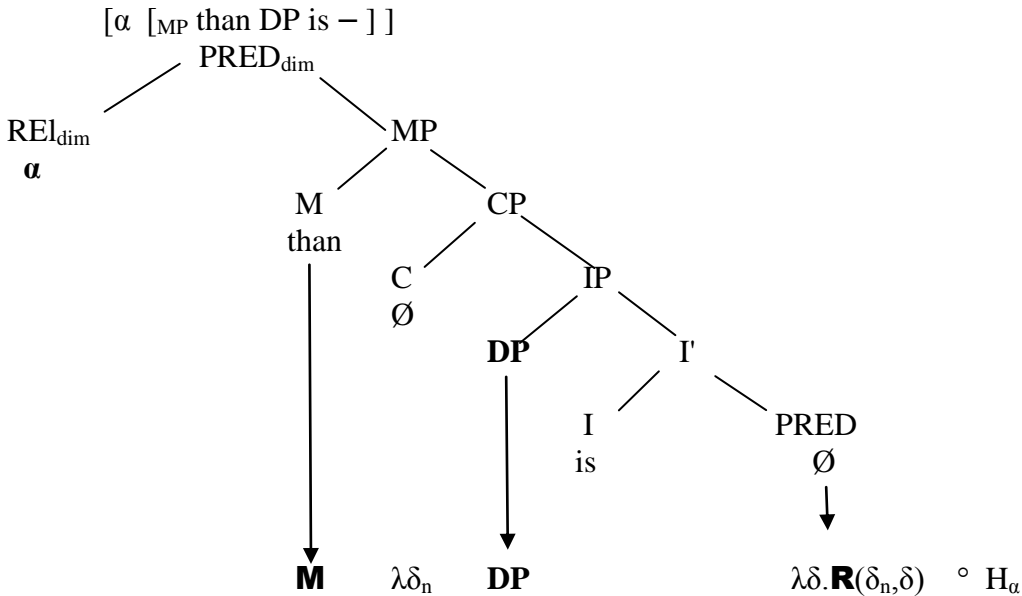 [α [MP than DP is – ] ]
PREDdim
REldim
α
MP
M
than
CP
C
Ø
IP
DP
I'
I
is
PRED
Ø
M λδn DP λδ.R(δn,δ) ° Hα